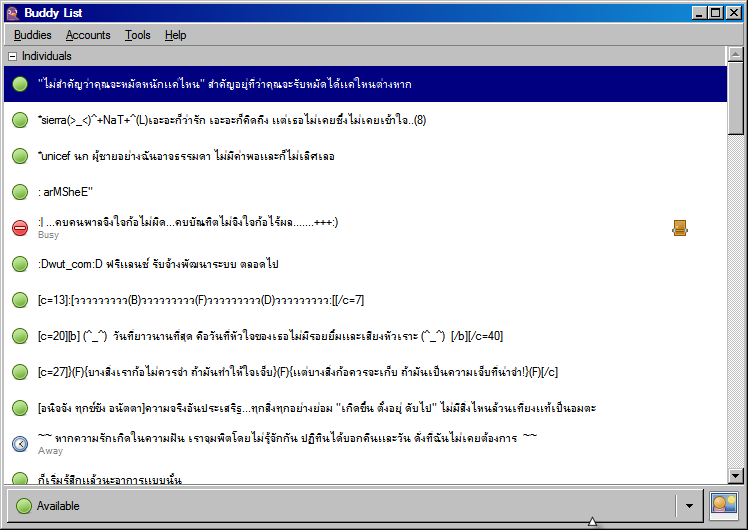 Buddy List
Buddies Accounts Tools Help
Individuals
"ไม่สำคัญว่าคุณจะหมัดหนักแค่ไหน" สำคัญอยู่ที่ว่าคุณจะรับหมัดได้แค่ไหนต่างหาก
*sierra(>_<)^+NaT+^(L)เอะอะก็ว่ารัก เอะอะก็คิดถึง แต่เธอไม่เคยซึ้งไม่เคยเข้าใจ..(8)
*unicef นก ผู้ชายอย่างฉันอาจธรรมดา ไม่มีค่าพอและก็ไม่เลิศเลอ
: arMSheE"
:| ...คบคนพาลจิงใจก้อไม่ผิด...คบบัณฑิตไม่จิงใจก้อไร้ผล.......+++:)
Busy
:Dwut_com:D ฟรีแลนซ์ รับจ้างพัฒนาระบบ ตลอดไป
[c=13]:[ววววววววว(B)ววววววววว(F)ววววววววว(D)ววววววววว:[[/c=7]
[c=20][b] (^_^) วันที่ยาวนานที่สุด คือวันที่หัวใจของเธอไม่มีรอยยิ้มและเสียงหัวเราะ (^_^) [/b][/c=40]
[c=27]}(F){บางสิ่งเราก้อไม่ควรจำ ถ้ามันทำให้ใจเจ็บ}(F){แต่บางสิ่งก้อควรจะเก็บ ถ้ามันเป็นความเจ็บที่น่าจำ!}(F)[/c]
[อนิจจัง ทุกข์ขัง อนัตตา]ความจริงอันประเสริฐ...ทุกสิ่งทุกอย่างย่อม "เกิดขึ้น ตั้งอยู่ ดับไป" ไม่มีสิ่งไหนล้วนเที่ยงแท้เป็นอมตะ
~~ หากความรักเกิดในความฝัน เราจุมพิตโดยไม่รู้จักกัน ปฏิทินได้บอกคืนและวัน ดั่งที่ฉันไม่เคยต้องการ ~~
Away
ก็เริ่มรู้สึกแล้วนะอาการแบบนั้น
Available